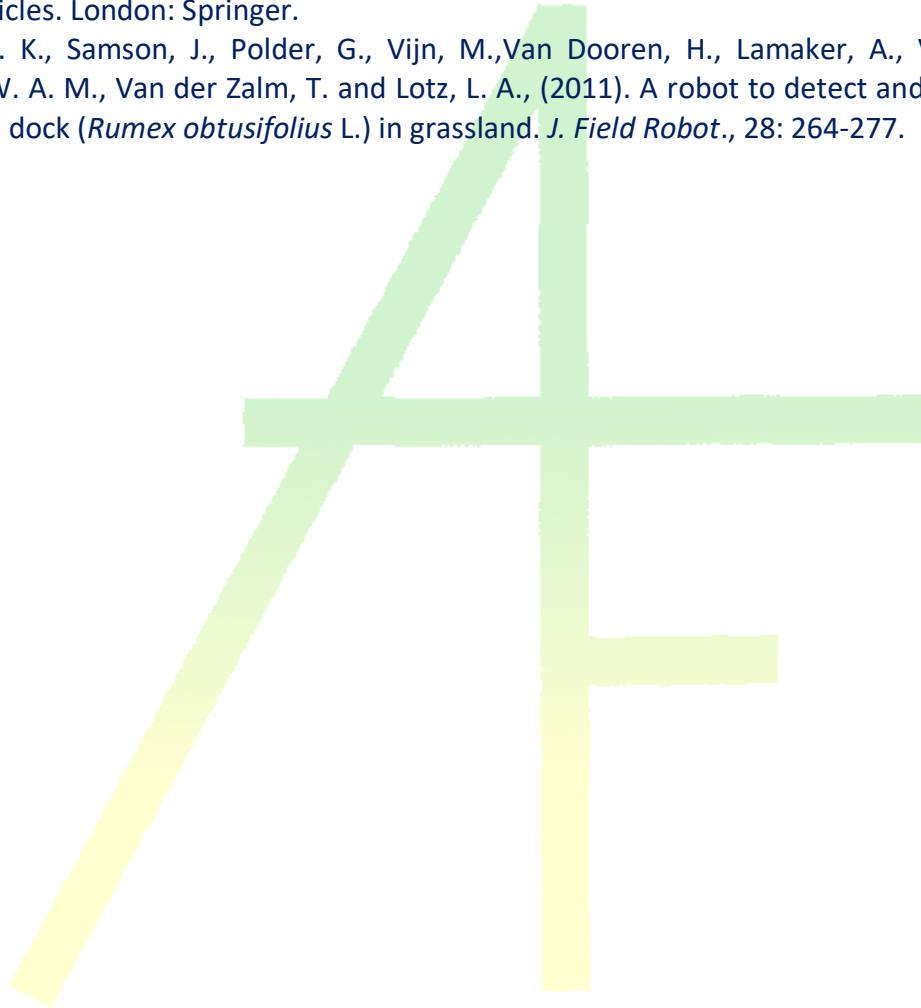 icles. London: Springer.
. K., Samson, J., Polder, G., Vijn, M.,Van Dooren, H., Lamaker, A., V
W. A. M., Van der Zalm, T. and Lotz, L. A., (2011). A robot to detect and
dock (Rumex obtusifolius L.) in grassland. J. Field Robot., 28: 264-277.